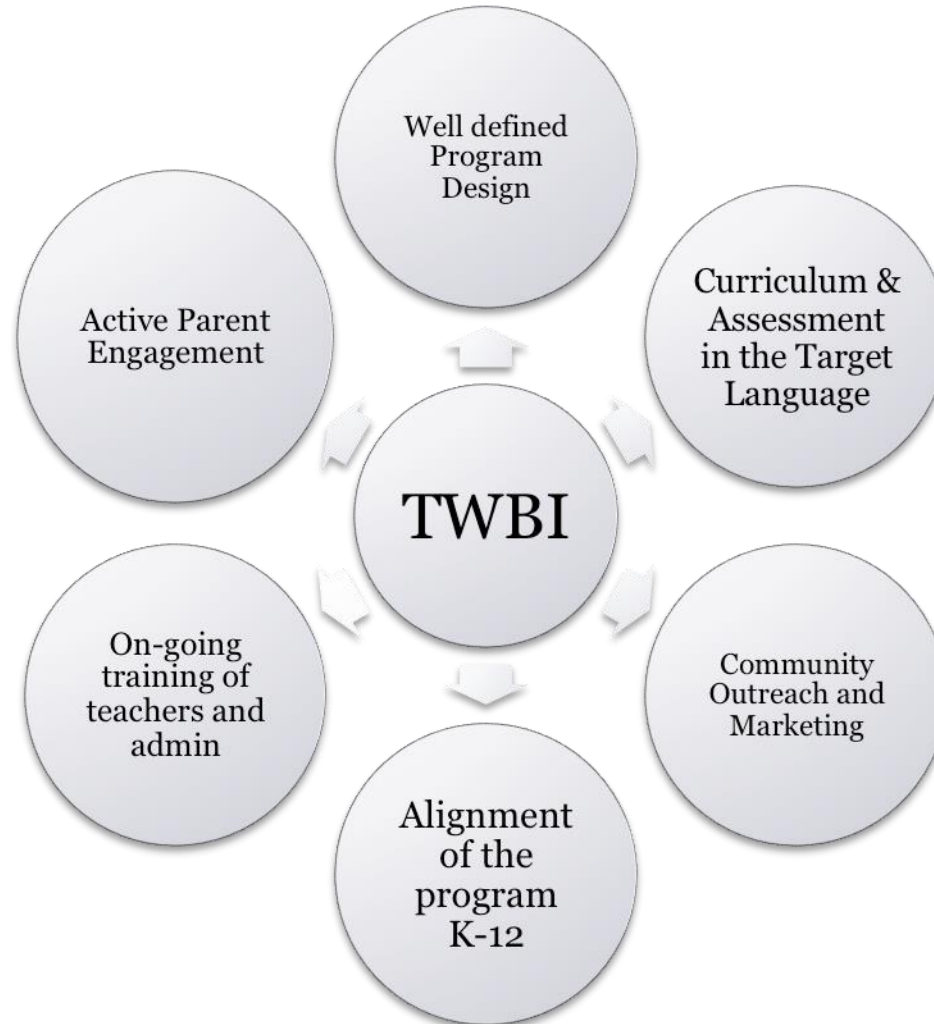 Well defined
Program
Design
Curriculum &
Assessment
in the Target
Language
Community
Outreach and
Marketing
Alignment
of the
program
K-12
On-going
training of
teachers and
admin
Active Parent
Engagement
TWBI